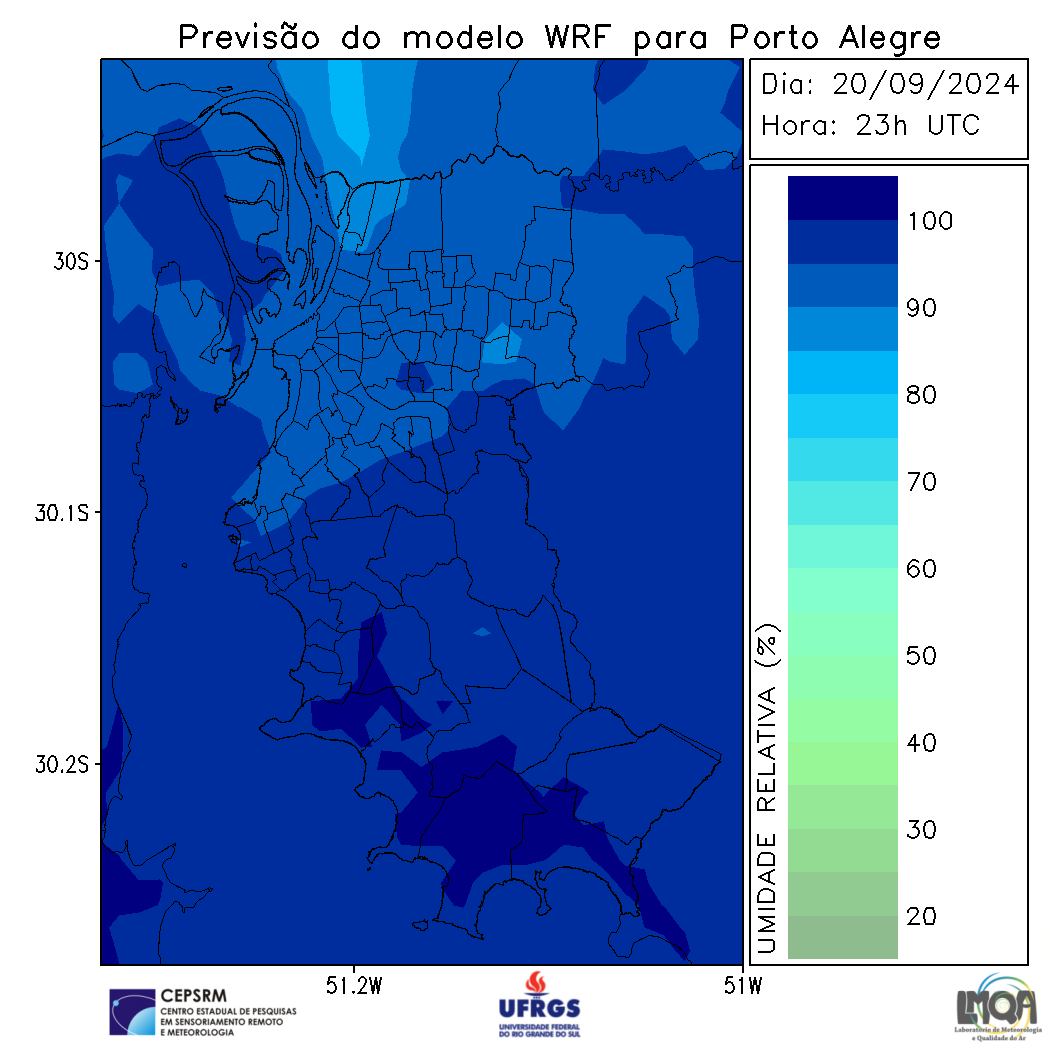 Previsão do modelo WRF para Porto Alegre
Dia: 20/09/2024
Hora: 23h UTC
100
90
80
70
60
50
40
30
20
UMIDADE RELATIVA (%)
30S
30.1S
30.2S
51.2W
51W
CEPSRM
CENTRO ESTADUAL DE PESQUISAS
EM SENSORIAMENTO REMOTO
E METEOROLOGIA
UFRGS
UNIVERSIDADE FEDERAL
DO RIO GRANDE DO SUL
LMQA
Laboratório de Meteorologia
e Qualidade do Ar